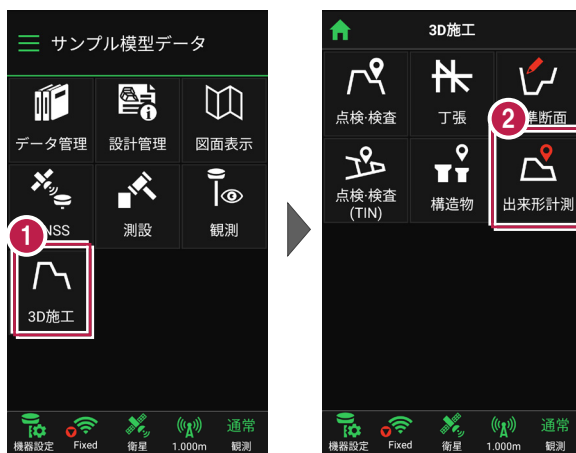 サンプル模型データ
データ管理
設計管理
図面表示
NSS
測設
観測
1
3D施工
機器設定
Fixed
衛星
1.000m
通常
観測
3D施工
点検・検査
丁張
準断面
2
点検・検査
(TIN)
構造物
出来形計測
機器設定
Fixed
衛星
1.000m
通常
観測